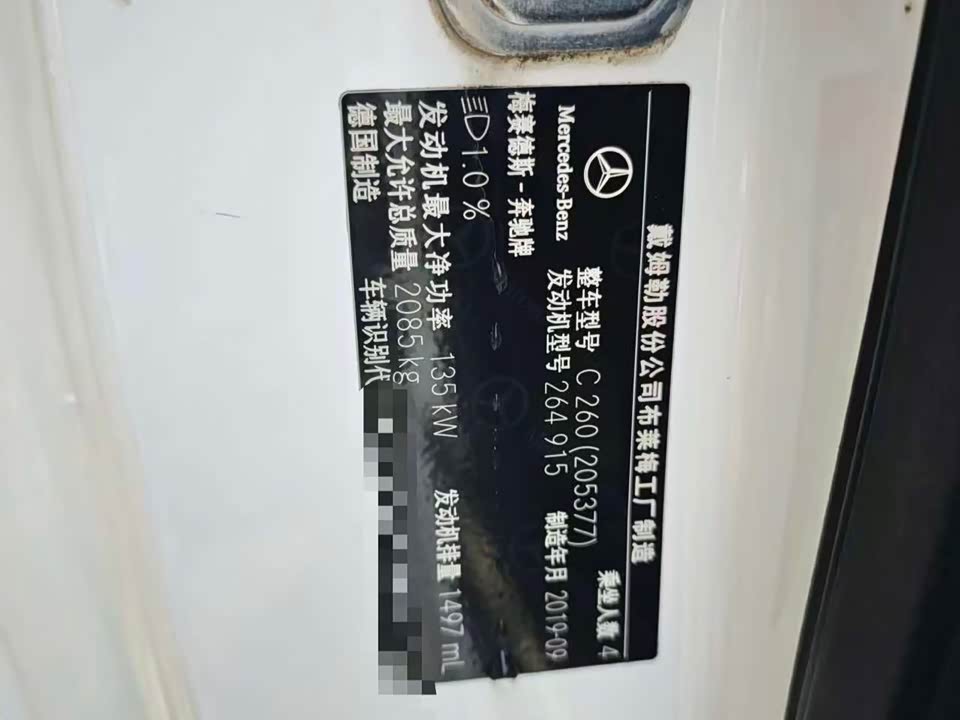 戴姆勒股份公司布莱梅工厂制造
Mercedes-Benz
梅赛德斯-奔驰牌
乘坐人数 4
整车型号 C 260 (205377)
发动机型号 264 915 制造年月 2019-09
1.0 %
发动机最大净功率 135 kW 发动机排量 1497 mL
最大允许总质量 2085 kg
德国制造 车辆识别代